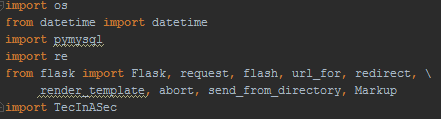 import os
from datetime import datetime
import pymysql
import re
from flask import Flask, request, flash, url_for, redirect, \
render_template, abort, send_from_directory, Markup
import TecInASec